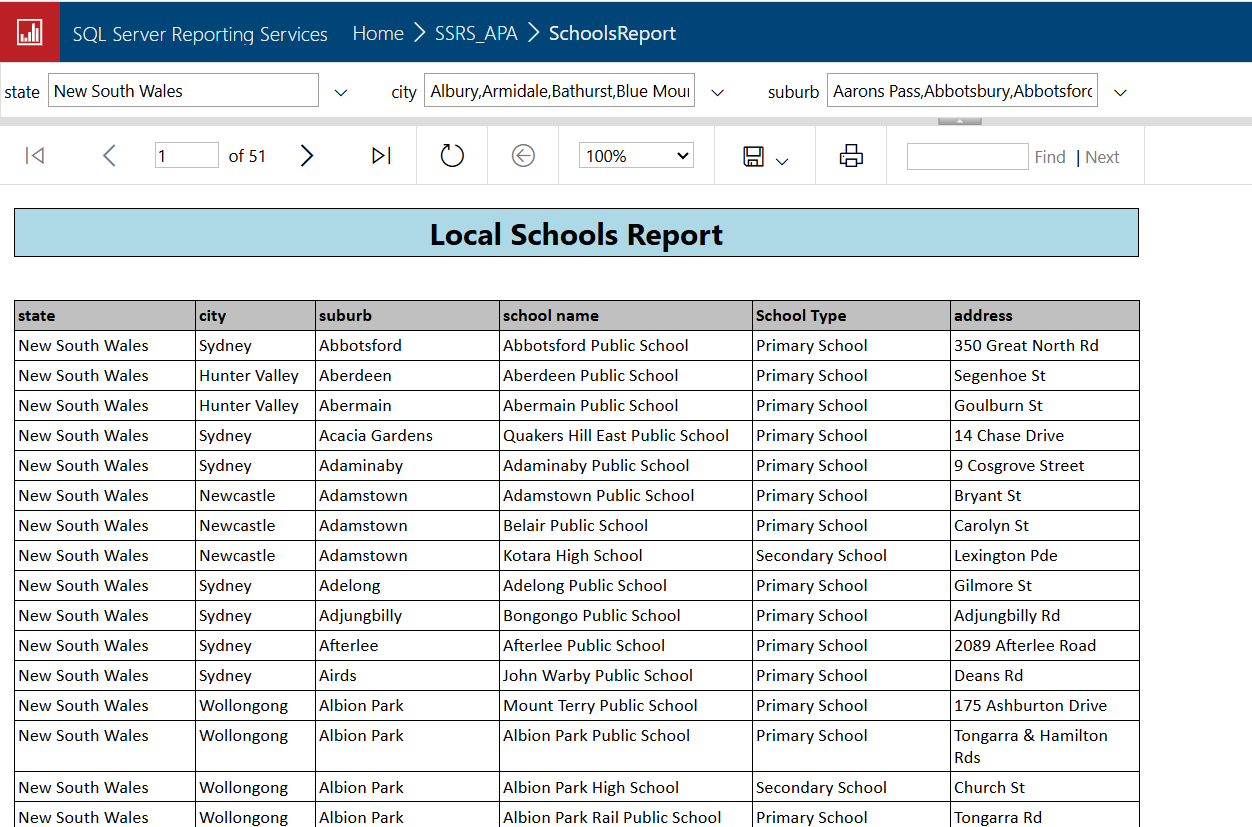 SQL Server Reporting Services Home > SSRS_APA > SchoolsReport
state New South Wales city Albury,Armidale,Bathurst,Blue Mour suburb Aarons Pass,Abbotsbury,Abbotsford
1 of 51 100% Find | Next
Local Schools Report
state city suburb school name School Type address
New South Wales Sydney Abbotsford Abbotsford Public School Primary School 350 Great North Rd
New South Wales Hunter Valley Aberdeen Aberdeen Public School Primary School Segenhoe St
New South Wales Hunter Valley Abermain Abermain Public School Primary School Goulburn St
New South Wales Sydney Acacia Gardens Quakers Hill East Public School Primary School 14 Chase Drive
New South Wales Sydney Adaminaby Adaminaby Public School Primary School 9 Cosgrove Street
New South Wales Newcastle Adamstown Adamstown Public School Primary School Bryant St
New South Wales Newcastle Adamstown Belair Public School Primary School Carolyn St
New South Wales Newcastle Adamstown Kotara High School Secondary School Lexington Pde
New South Wales Sydney Adelong Adelong Public School Primary School Gilmore St
New South Wales Sydney Adjungbilly Bongongo Public School Primary School Adjungbilly Rd
New South Wales Sydney Afterlee Afterlee Public School Primary School 2089 Afterlee Road
New South Wales Sydney Airds John Warby Public School Primary School Deans Rd
New South Wales Wollongong Albion Park Mount Terry Public School Primary School 175 Ashburton Drive
New South Wales Wollongong Albion Park Albion Park Public School Primary School Tongarra & Hamilton
Rds
New South Wales Wollongong Albion Park Albion Park High School Secondary School Church St
New South Wales Wollongong Albion Park Albion Park Rail Public School Primary School Tongarra Rd